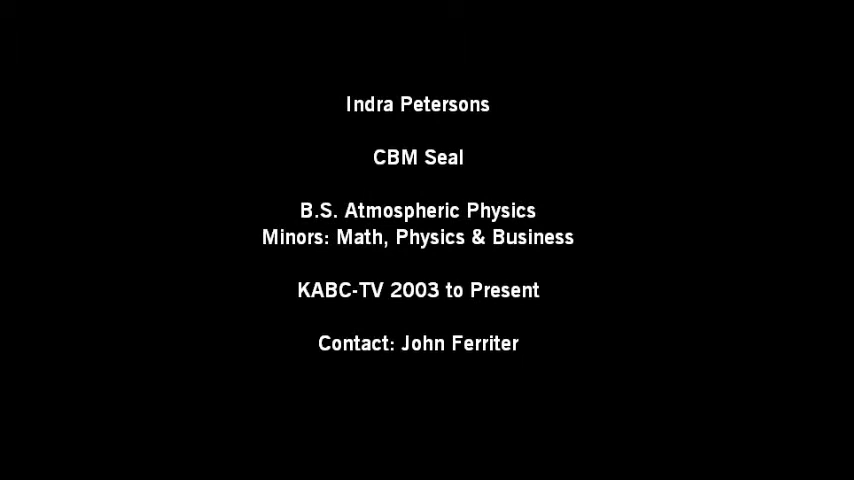 Indra Petersons
CBM Seal
B.S. Atmospheric Physics
Minors: Math, Physics & Business
KABC-TV 2003 to Present
Contact: John Ferriter